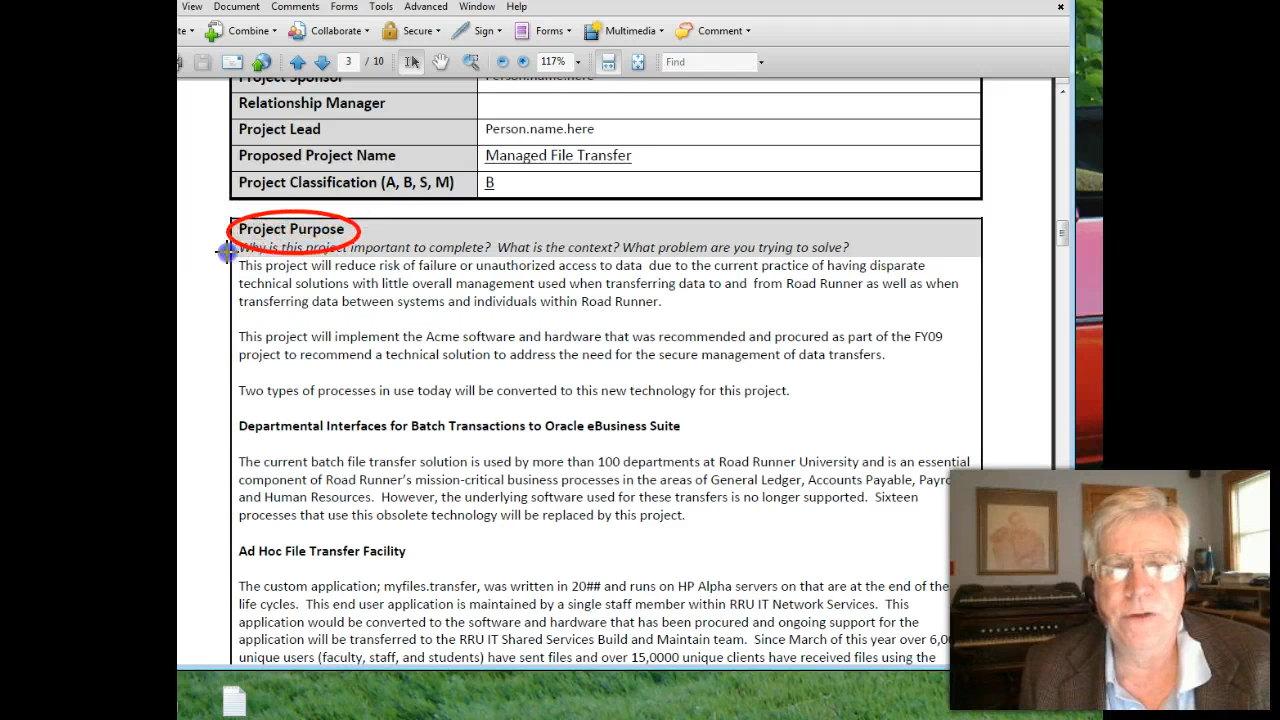 View Document Comments Forms Tools Advanced Window Help
Combine Collaborate Secure Sign Forms Multimedia Comment
3 / 10 117% Find
Project Sponsor Person.name.here
Relationship Manager
Project Lead Person.name.here
Proposed Project Name Managed File Transfer
Project Classification (A, B, S, M) B
Project Purpose
Why is this project important to complete? What is the context? What problem are you trying to solve?
This project will reduce risk of failure or unauthorized access to data due to the current practice of having disparate
technical solutions with little overall management used when transferring data to and from Road Runner as well as when
transferring data between systems and individuals within Road Runner.
This project will implement the Acme software and hardware that was recommended and procured as part of the FY09
project to recommend a technical solution to address the need for the secure management of data transfers.
Two types of processes in use today will be converted to this new technology for this project.
Departmental Interfaces for Batch Transactions to Oracle eBusiness Suite
The current batch file transfer solution is used by more than 100 departments at Road Runner University and is an essential
component of Road Runner's mission-critical business processes in the areas of General Ledger, Accounts Payable,
and Human Resources. However, the underlying software used for these transfers is no longer supported. Sixteen
processes that use this obsolete technology will be replaced by this project.
Ad Hoc File Transfer Facility
The custom application; myfiles.transfer, was written in 20## and runs on HP Alpha servers on that are at the end of the
life cycles. This end user application is maintained by a single staff member within RRU IT Network Services. This
application would be converted to the software and hardware that has been procured and ongoing support for the
application will be transferred to the RRU IT Shared Services Build and Maintain team. Since March of this year over
unique users (faculty, staff, and students) have sent files and over 15,0000 unique clients have received files using the